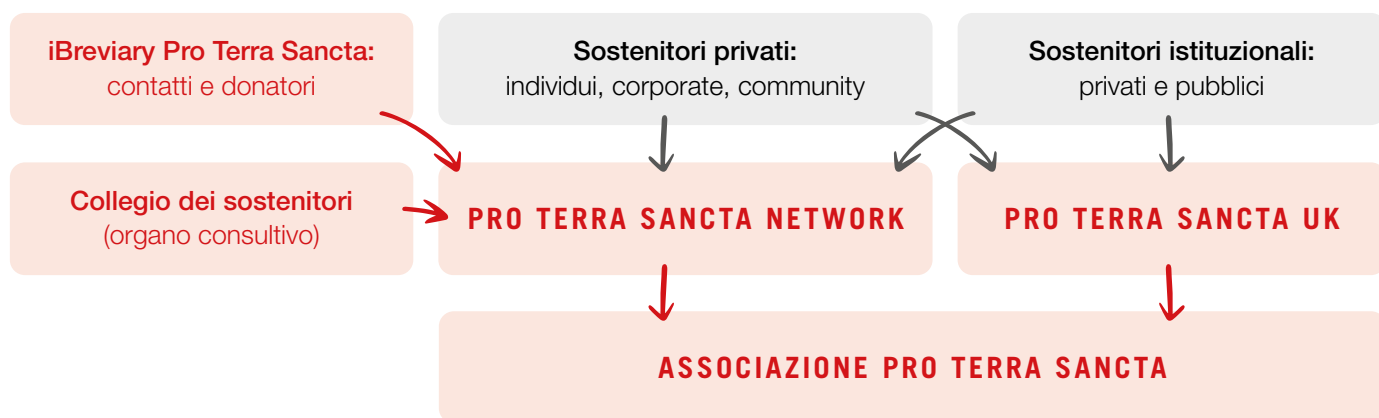 iBreviary Pro Terra Sancta:
contatti e donatori
Sostenitori privati:
individui, corporate, community
Sostenitori istituzionali:
privati e pubblici
Collegio dei sostenitori
(organo consultivo)
PRO TERRA SANCTA NETWORK
PRO TERRA SANCTA UK
ASSOCIAZIONE PRO TERRA SANCTA